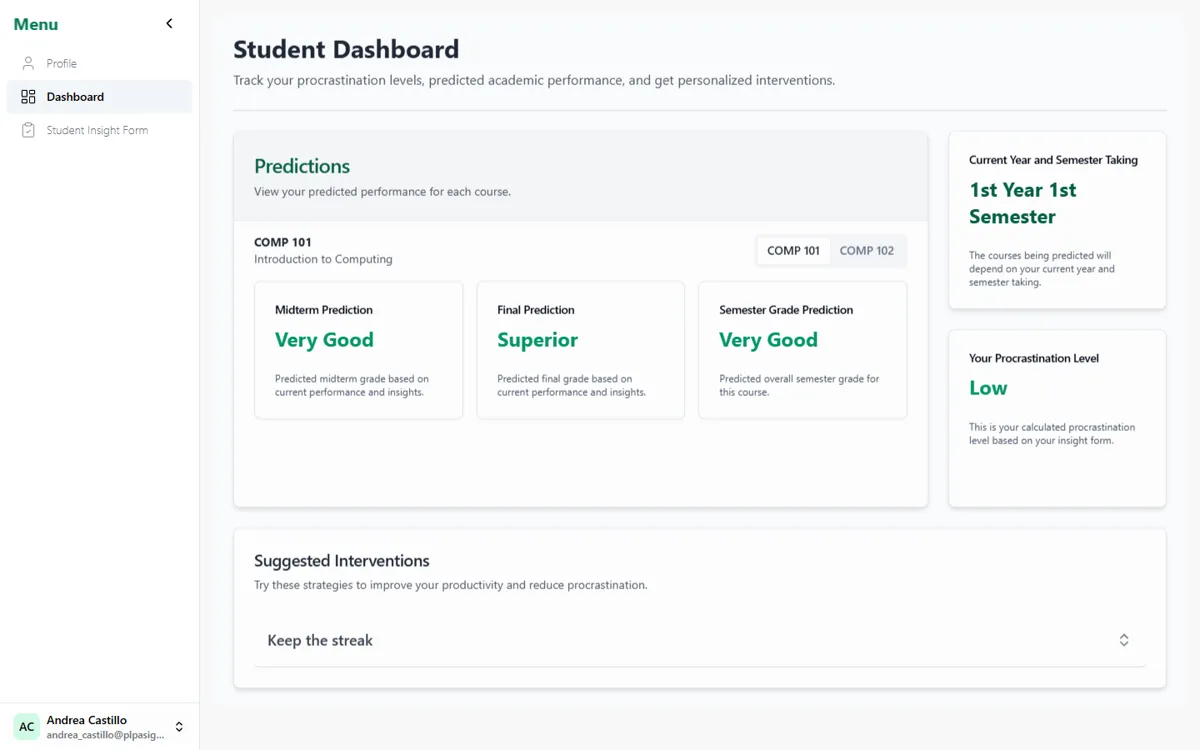 Menu
Profile
Dashboard
Student Insight Form
Student Dashboard
Track your procrastination levels, predicted academic performance, and get personalized interventions.
Predictions
View your predicted performance for each course.
COMP 101
Introduction to Computing
COMP 101 COMP 102
Midterm Prediction
Very Good
Predicted midterm grade based on
current performance and insights.
Final Prediction
Superior
Predicted final grade based on
current performance and insights.
Semester Grade Prediction
Very Good
Predicted overall semester grade for
this course.
Current Year and Semester Taking
1st Year 1st
Semester
The courses being predicted will
depend on your current year and
semester taking.
Your Procrastination Level
Low
This is your calculated procrastination
level based on your insight form.
Suggested Interventions
Try these strategies to improve your productivity and reduce procrastination.
Keep the streak
AC
Andrea Castillo
andrea_castillo@plpasig...